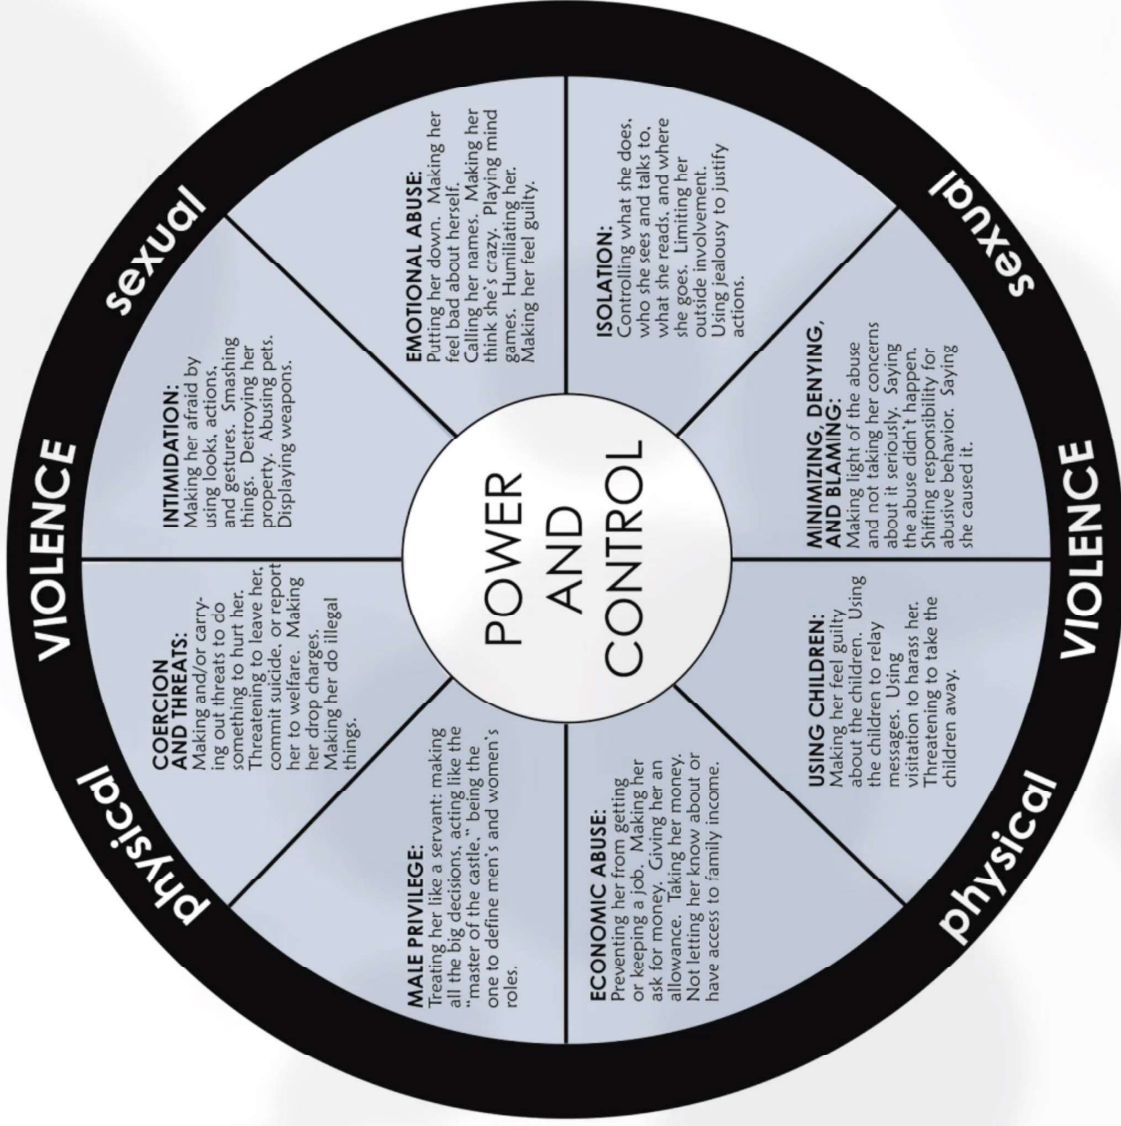 VIOLENCE
physical
sexual
COERCION
AND THREATS:
Making and/or carry-
ing out threats to do
something to hurt her.
Threatening to leave her,
commit suicide, or report
her to welfare. Making
her drop charges.
Making her do illegal
things.
INTIMIDATION:
Making her afraid by
using looks, actions,
and gestures. Smashing
things. Destroying her
property. Abusing pets.
Displaying weapons.
MALE PRIVILEGE:
Treating her like a servant: making
all the big decisions, acting like the
"master of the castle," being the
one to define men's and women's
roles.
EMOTIONAL ABUSE:
Putting her down. Making her
feel bad about herself.
Calling her names. Making her
think she's crazy. Playing mind
games. Humiliating her.
Making her feel guilty.
POWER
AND
CONTROL
ECONOMIC ABUSE:
Preventing her from getting
or keeping a job. Making her
ask for money. Giving her an
allowance. Taking her money.
Not letting her know about or
have access to family income.
ISOLATION:
Controlling what she does,
who she sees and talks to,
what she reads, and where
she goes. Limiting her
outside involvement.
Using jealousy to justify
actions.
USING CHILDREN:
Making her feel guilty
about the children. Using
the children to relay
messages. Using
visitation to harass her.
Threatening to take the
children away.
MINIMIZING, DENYING,
AND BLAMING:
Making light of the abuse
and not taking her concerns
about it seriously. Saying
the abuse didn't happen.
Shifting responsibility for
abusive behavior. Saying
she caused it.
physical
sexual
VIOLENCE